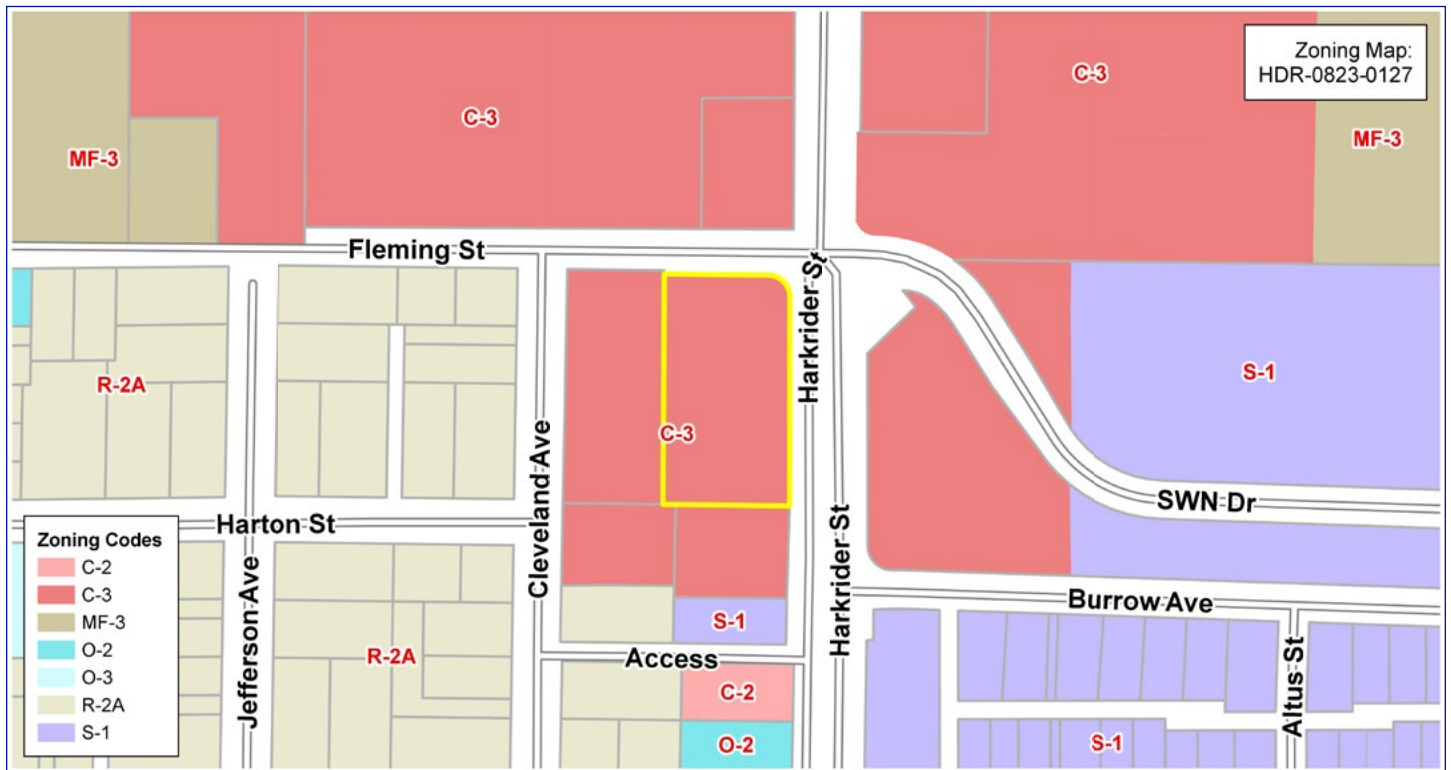 Zoning Map:
HDR-0823-0127
C-3
C-3
MF-3
MF-3
Fleming St
Harkrider St
R-2A
C-3
S-1
Cleveland Ave
Harkrider St
SWN Dr
Harton St
Jefferson Ave
Burrow Ave
S-1
R-2A
Access
Altus St
C-2
O-2
S-1
Zoning Codes
C-2
C-3
MF-3
O-2
O-3
R-2A
S-1